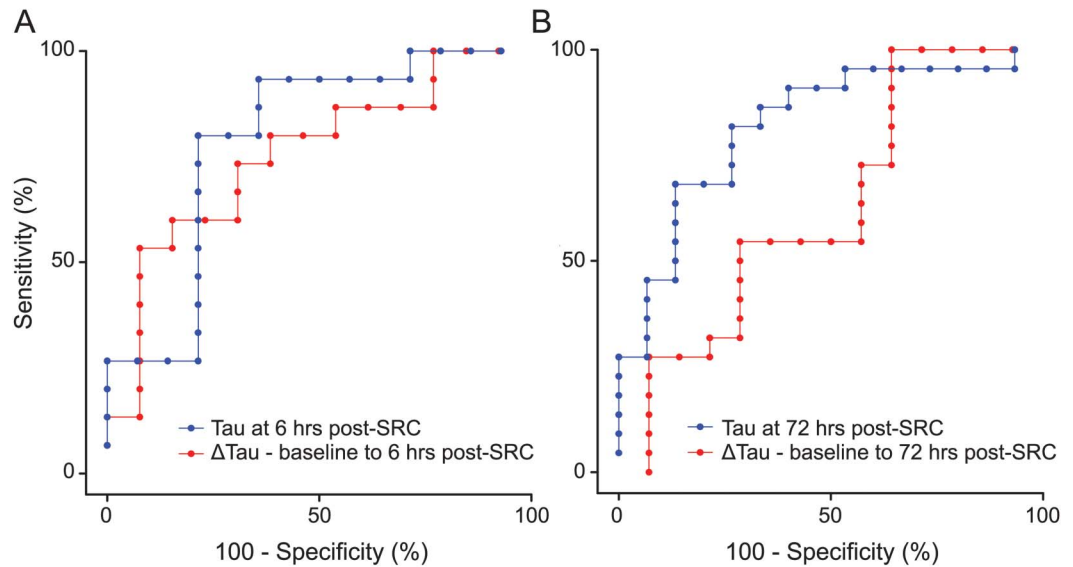 A
100
50
0
Sensitivity (%)
Tau at 6 hrs post-SRC
ΔTau - baseline to 6 hrs post-SRC
0
50
100
100 - Specificity (%)
B
100
50
0
Tau at 72 hrs post-SRC
ΔTau - baseline to 72 hrs post-SRC
0
50
100
100 - Specificity (%)